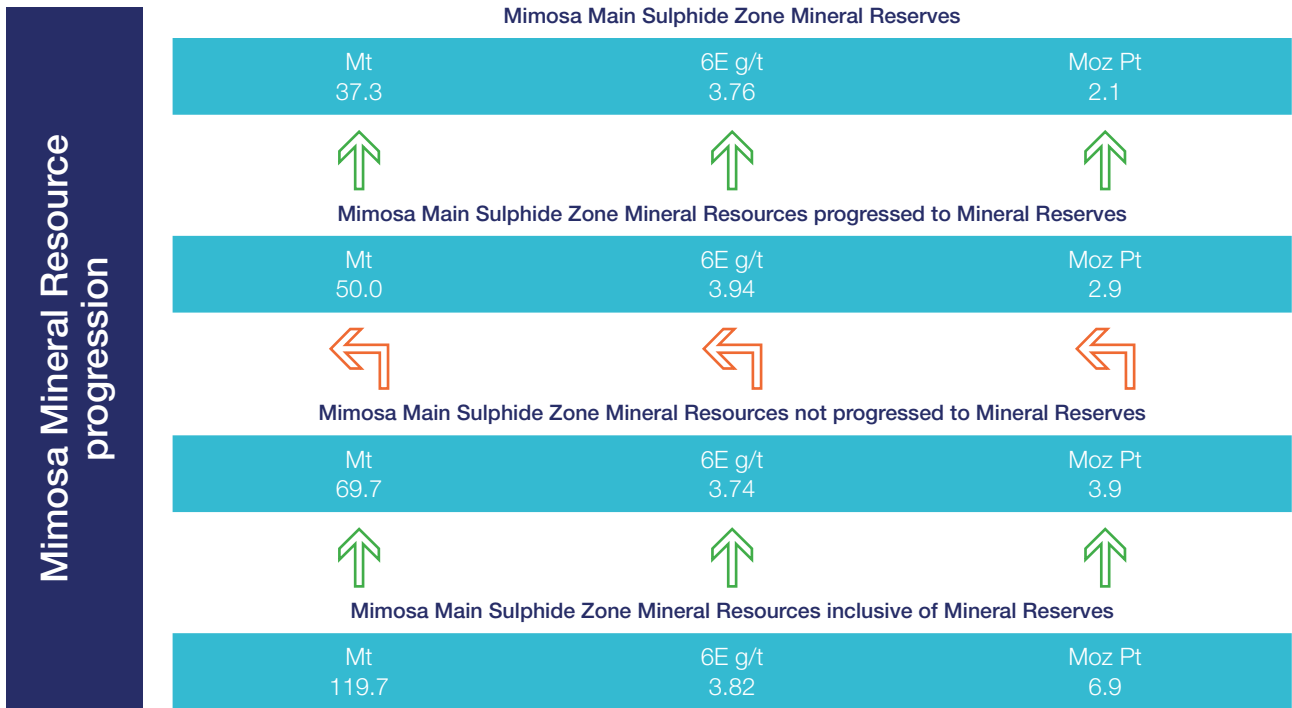 Mimosa Mineral Resource
progression
Mimosa Main Sulphide Zone Mineral Reserves
Mt 6E g/t Moz Pt
37.3 3.76 2.1
Mimosa Main Sulphide Zone Mineral Resources progressed to Mineral Reserves
Mt 6E g/t Moz Pt
50.0 3.94 2.9
Mimosa Main Sulphide Zone Mineral Resources not progressed to Mineral Reserves
Mt 6E g/t Moz Pt
69.7 3.74 3.9
Mimosa Main Sulphide Zone Mineral Resources inclusive of Mineral Reserves
Mt 6E g/t Moz Pt
119.7 3.82 6.9